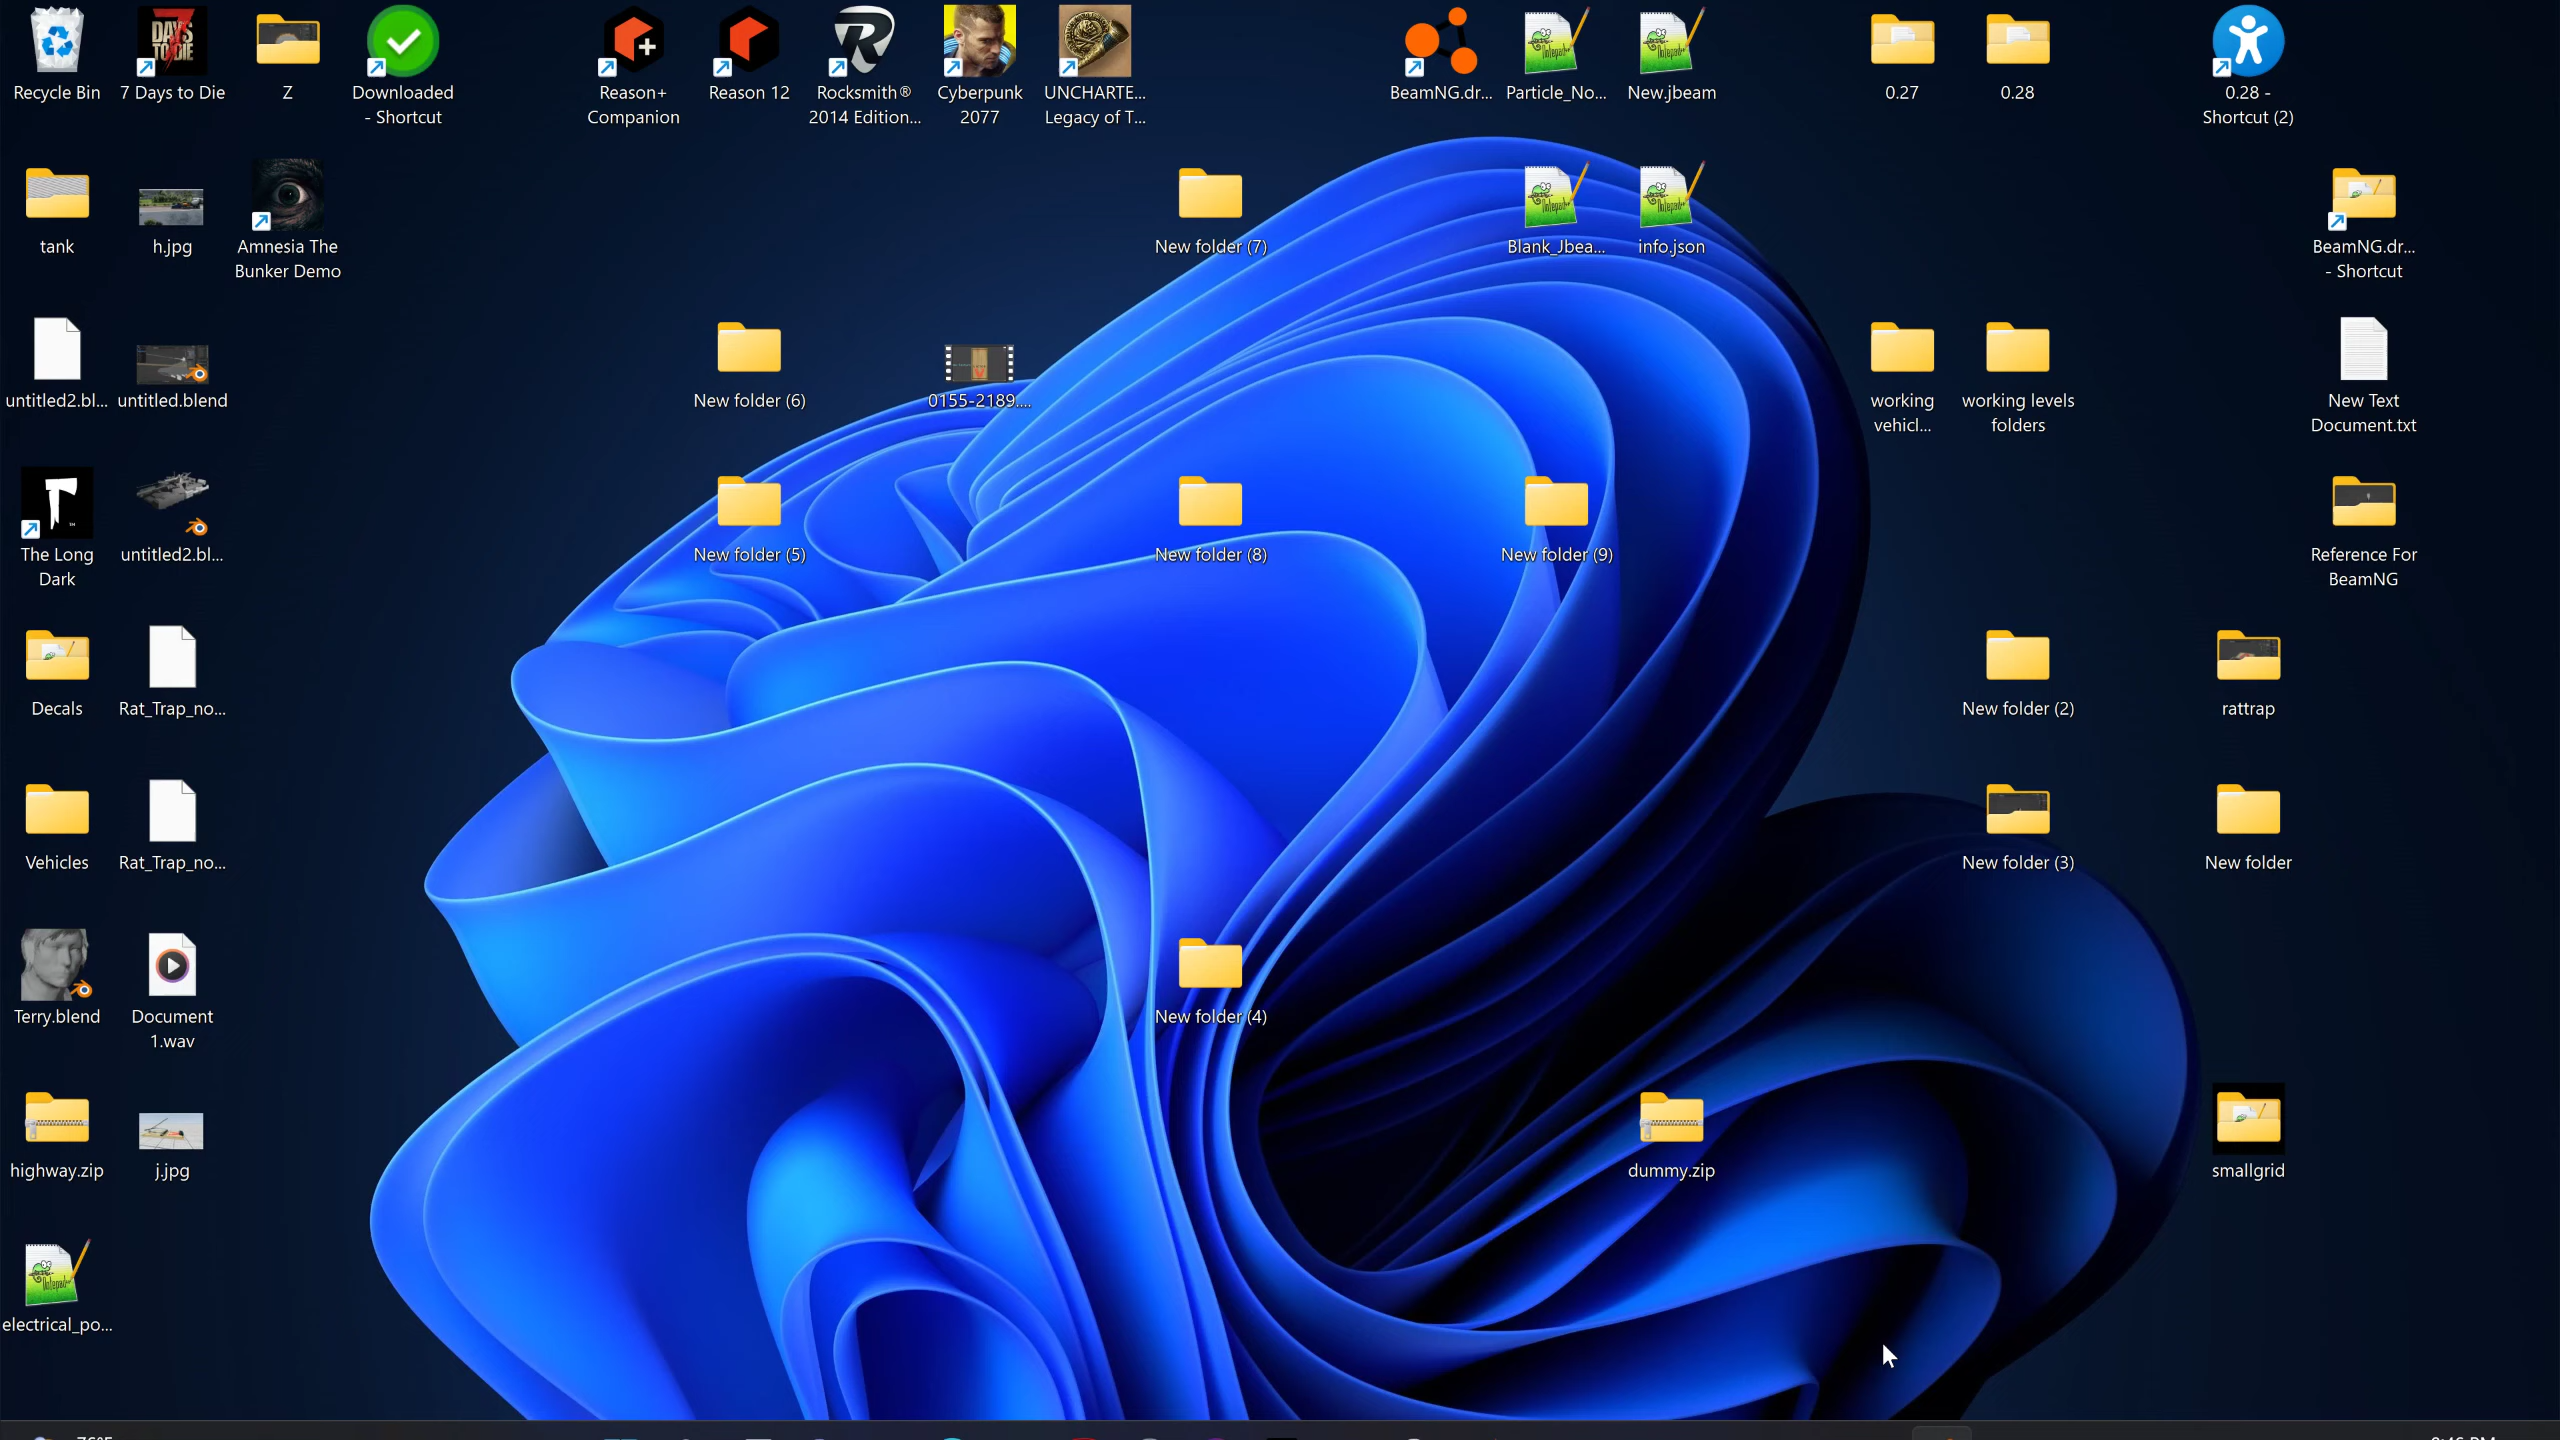 Recycle Bin
7 Days to Die
Z
Downloaded
- Shortcut
Reason+
Companion
Reason 12
Rocksmith®
2014 Edition...
Cyberpunk
2077
UNCHARTE...
Legacy of T...
BeamNG.dr...
Particle_No...
New.jbeam
0.27
0.28
0.28 -
Shortcut (2)
7
DAYS
TO DIE
tank
h.jpg
Amnesia The
Bunker Demo
New folder (7)
Blank_Jbea...
info.json
BeamNG.dr...
- Shortcut
untitled2.bl...
untitled.blend
New folder (6)
0155-2189....
working
vehicl...
working levels
folders
New Text
Document.txt
The Long
Dark
untitled2.bl...
New folder (5)
New folder (8)
New folder (9)
Reference For
BeamNG
Decals
Rat_Trap_no...
New folder (2)
rattrap
Vehicles
Rat_Trap_no...
New folder (3)
New folder
Terry.blend
Document
1.wav
New folder (4)
highway.zip
j.jpg
dummy.zip
smallgrid
electrical_po...